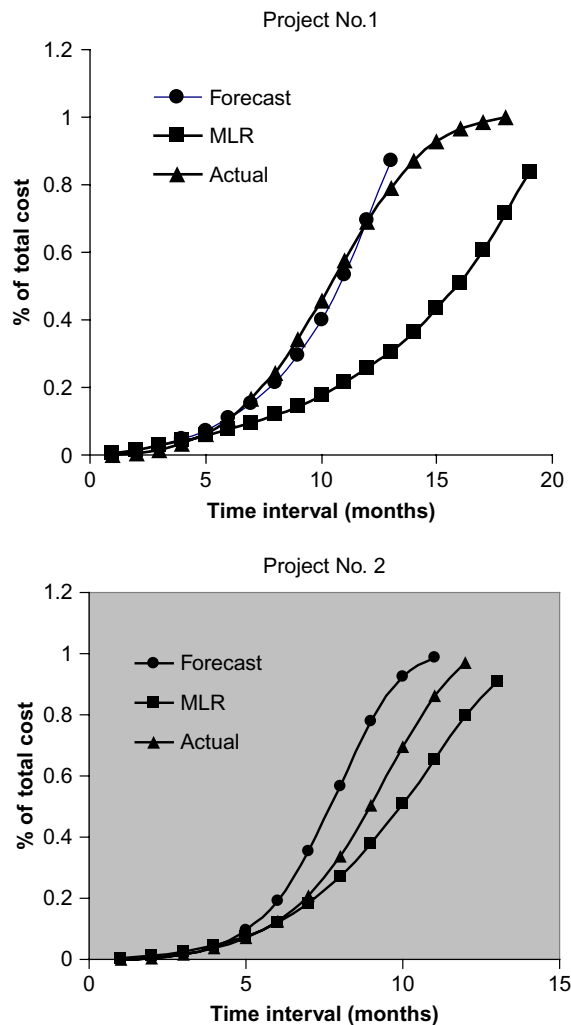 Project No.1
1.2
1
0.8
0.6
0.4
0.2
0
% of total cost
Forecast
MLR
Actual
0
5
10
15
20
Time interval (months)
Project No. 2
1.2
1
0.8
0.6
0.4
0.2
0
% of total cost
Forecast
MLR
Actual
0
5
10
15
Time interval (months)